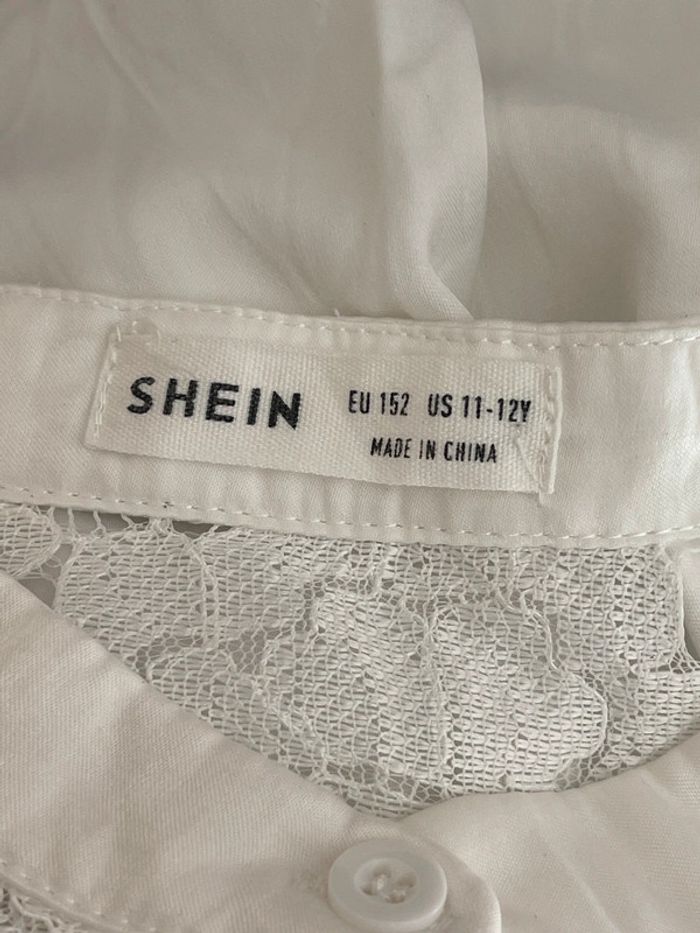 SHEIN EU 152 US 11-12Y
MADE IN CHINA